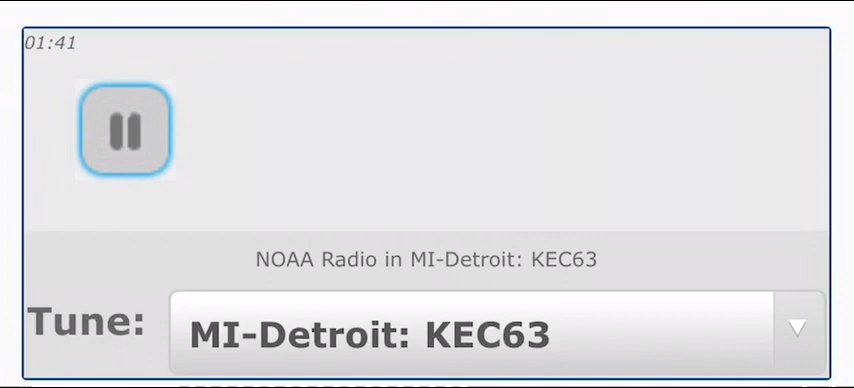 01:41
NOAA Radio in MI-Detroit: KEC63
Tune:
MI-Detroit: KEC63